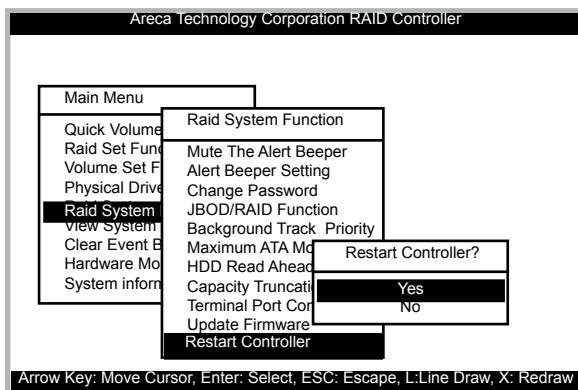 Areca Technology Corporation RAID Controller
Main Menu
Quick Volume
Raid Set Func
Volume Set F
Physical Drive
Raid System
View System
Clear Event B
Hardware Mo
System inform
Raid System Function
Mute The Alert Beeper
Alert Beeper Setting
Change Password
JBOD/RAID Function
Background Track Priority
Maximum ATA Mo
HDD Read Ahead
Capacity Truncati
Terminal Port Con
Update Firmware
Restart Controller
Restart Controller?
Yes
No
Arrow Key: Move Cursor, Enter: Select, ESC: Escape, L:Line Draw, X: Redraw